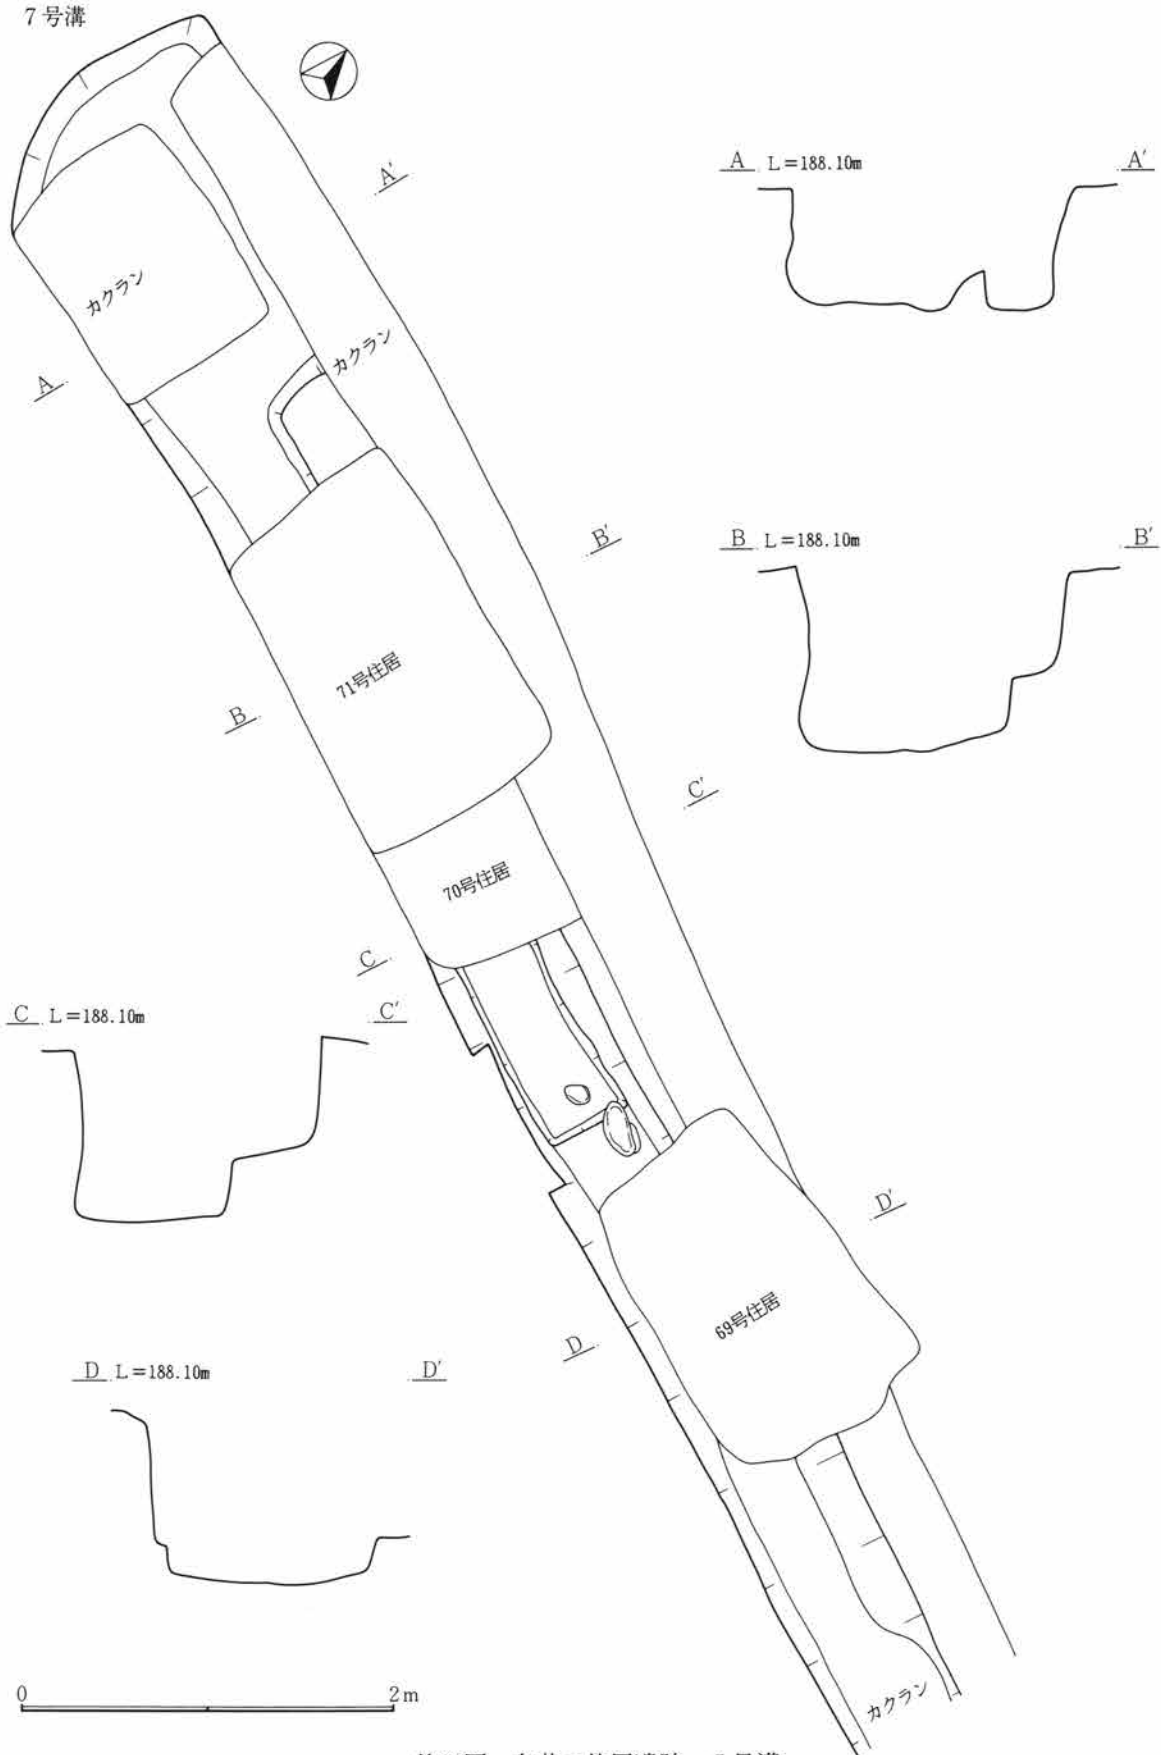 7号溝
A′
A L=188.10m A′
カクラン
カクラン
A
B′
B L=188.10m B′
71号住居
B
C′
70号住居
C
C L=188.10m C′
D′
69号住居
D
D L=188.10m D′
0 2m
カクラン